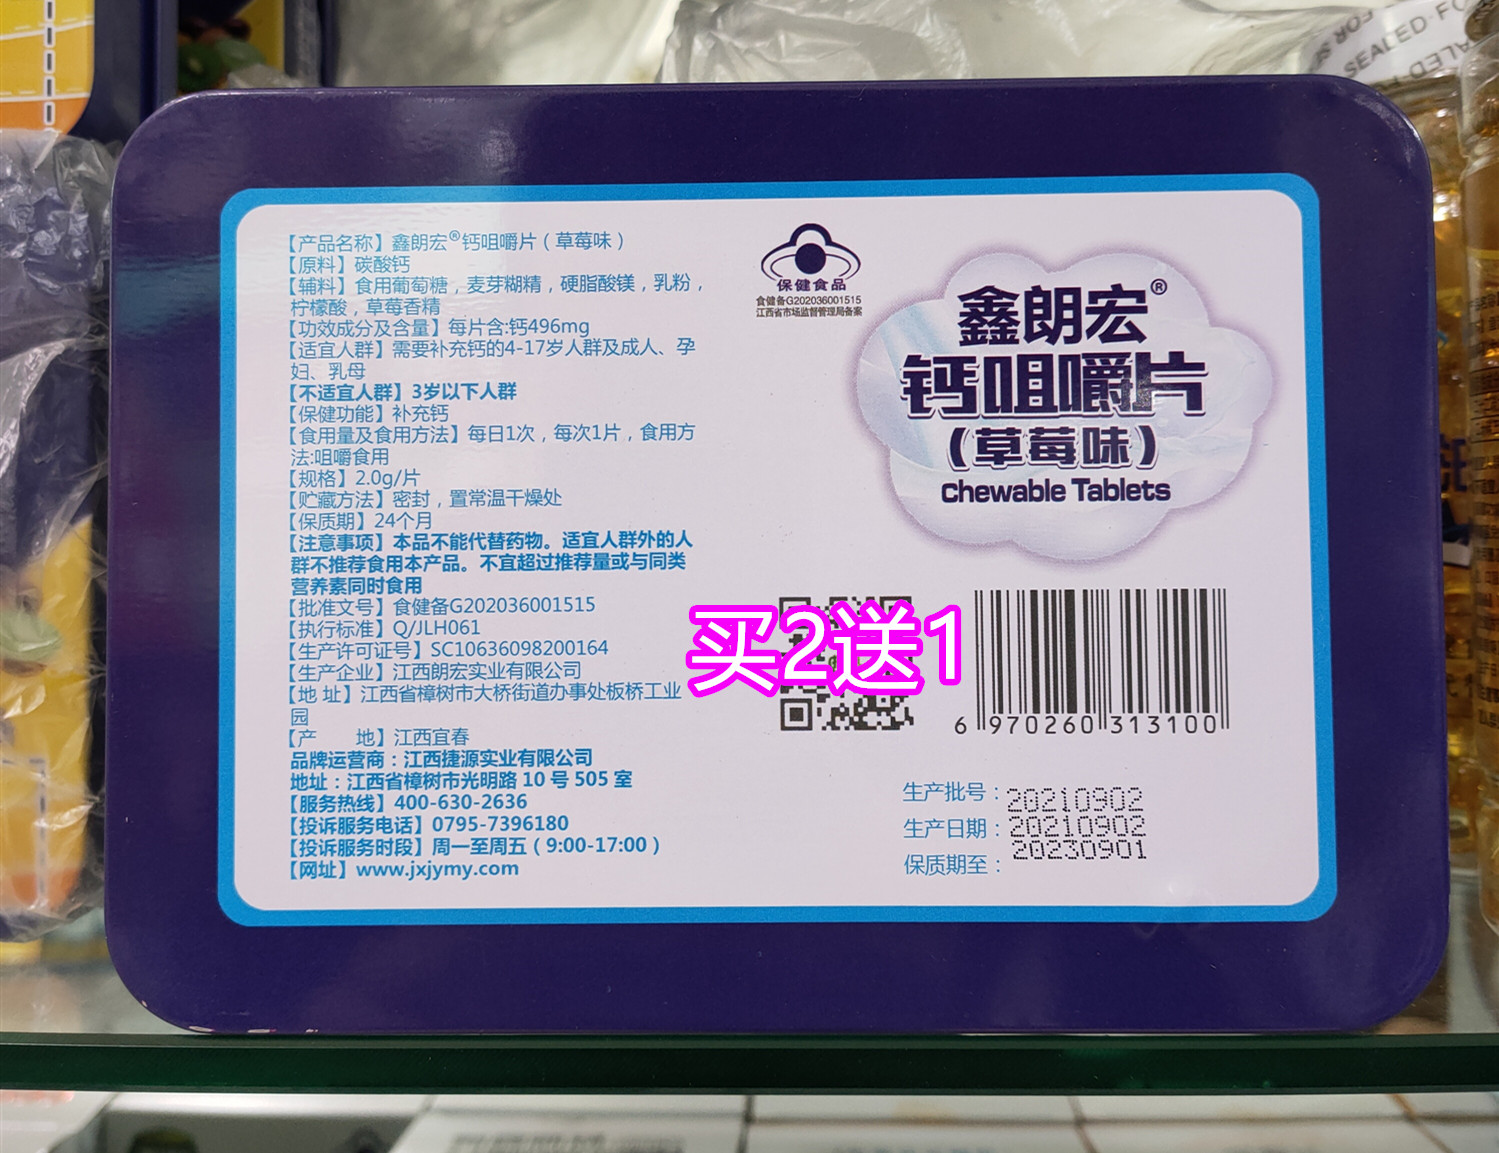 【产品名称】鑫朗宏®钙咀嚼片（草莓味）
【原料】碳酸钙
【辅料】食用葡萄糖，麦芽糊精，硬脂酸镁，乳粉，
柠檬酸，草莓香精
【功效成分及含量】每片含:钙496mg
【适宜人群】需要补充钙的4-17岁人群及成人、孕
妇、乳母
【不适宜人群】3岁以下人群
【保健功能】补充钙
【食用量及食用方法】每日1次，每次1片，食用方
法:咀嚼食用
【规格】2.0g/片
【贮藏方法】密封，置常温干燥处
【保质期】24个月
【注意事项】本品不能代替药物。适宜人群外的人
群不推荐食用本产品。不宜超过推荐量或与同类
营养素同时食用
【批准文号】食健备G202036001515
【执行标准】Q/JLH061
【生产许可证号】SC10636098200164
【生产企业】江西朗宏实业有限公司
【地 址】江西省樟树市大桥街道办事处板桥工业
园
【产 地】江西宜春
品牌运营商：江西捷源实业有限公司
地址：江西省樟树市光明路 10 号 505 室
【服务热线】400-630-2636
【投诉服务电话】0795-7396180
【投诉服务时段】周一至周五（9:00-17:00）
【网址】www.jxjymy.com
保健食品
食健备G202036001515
江西省市场监督管理局备案
鑫朗宏®
钙咀嚼片
（草莓味）
Chewable Tablets
买2送1
6 970260 313100
生产批号：20210902
生产日期：20210902
保质期至：20230901
SEALED FO